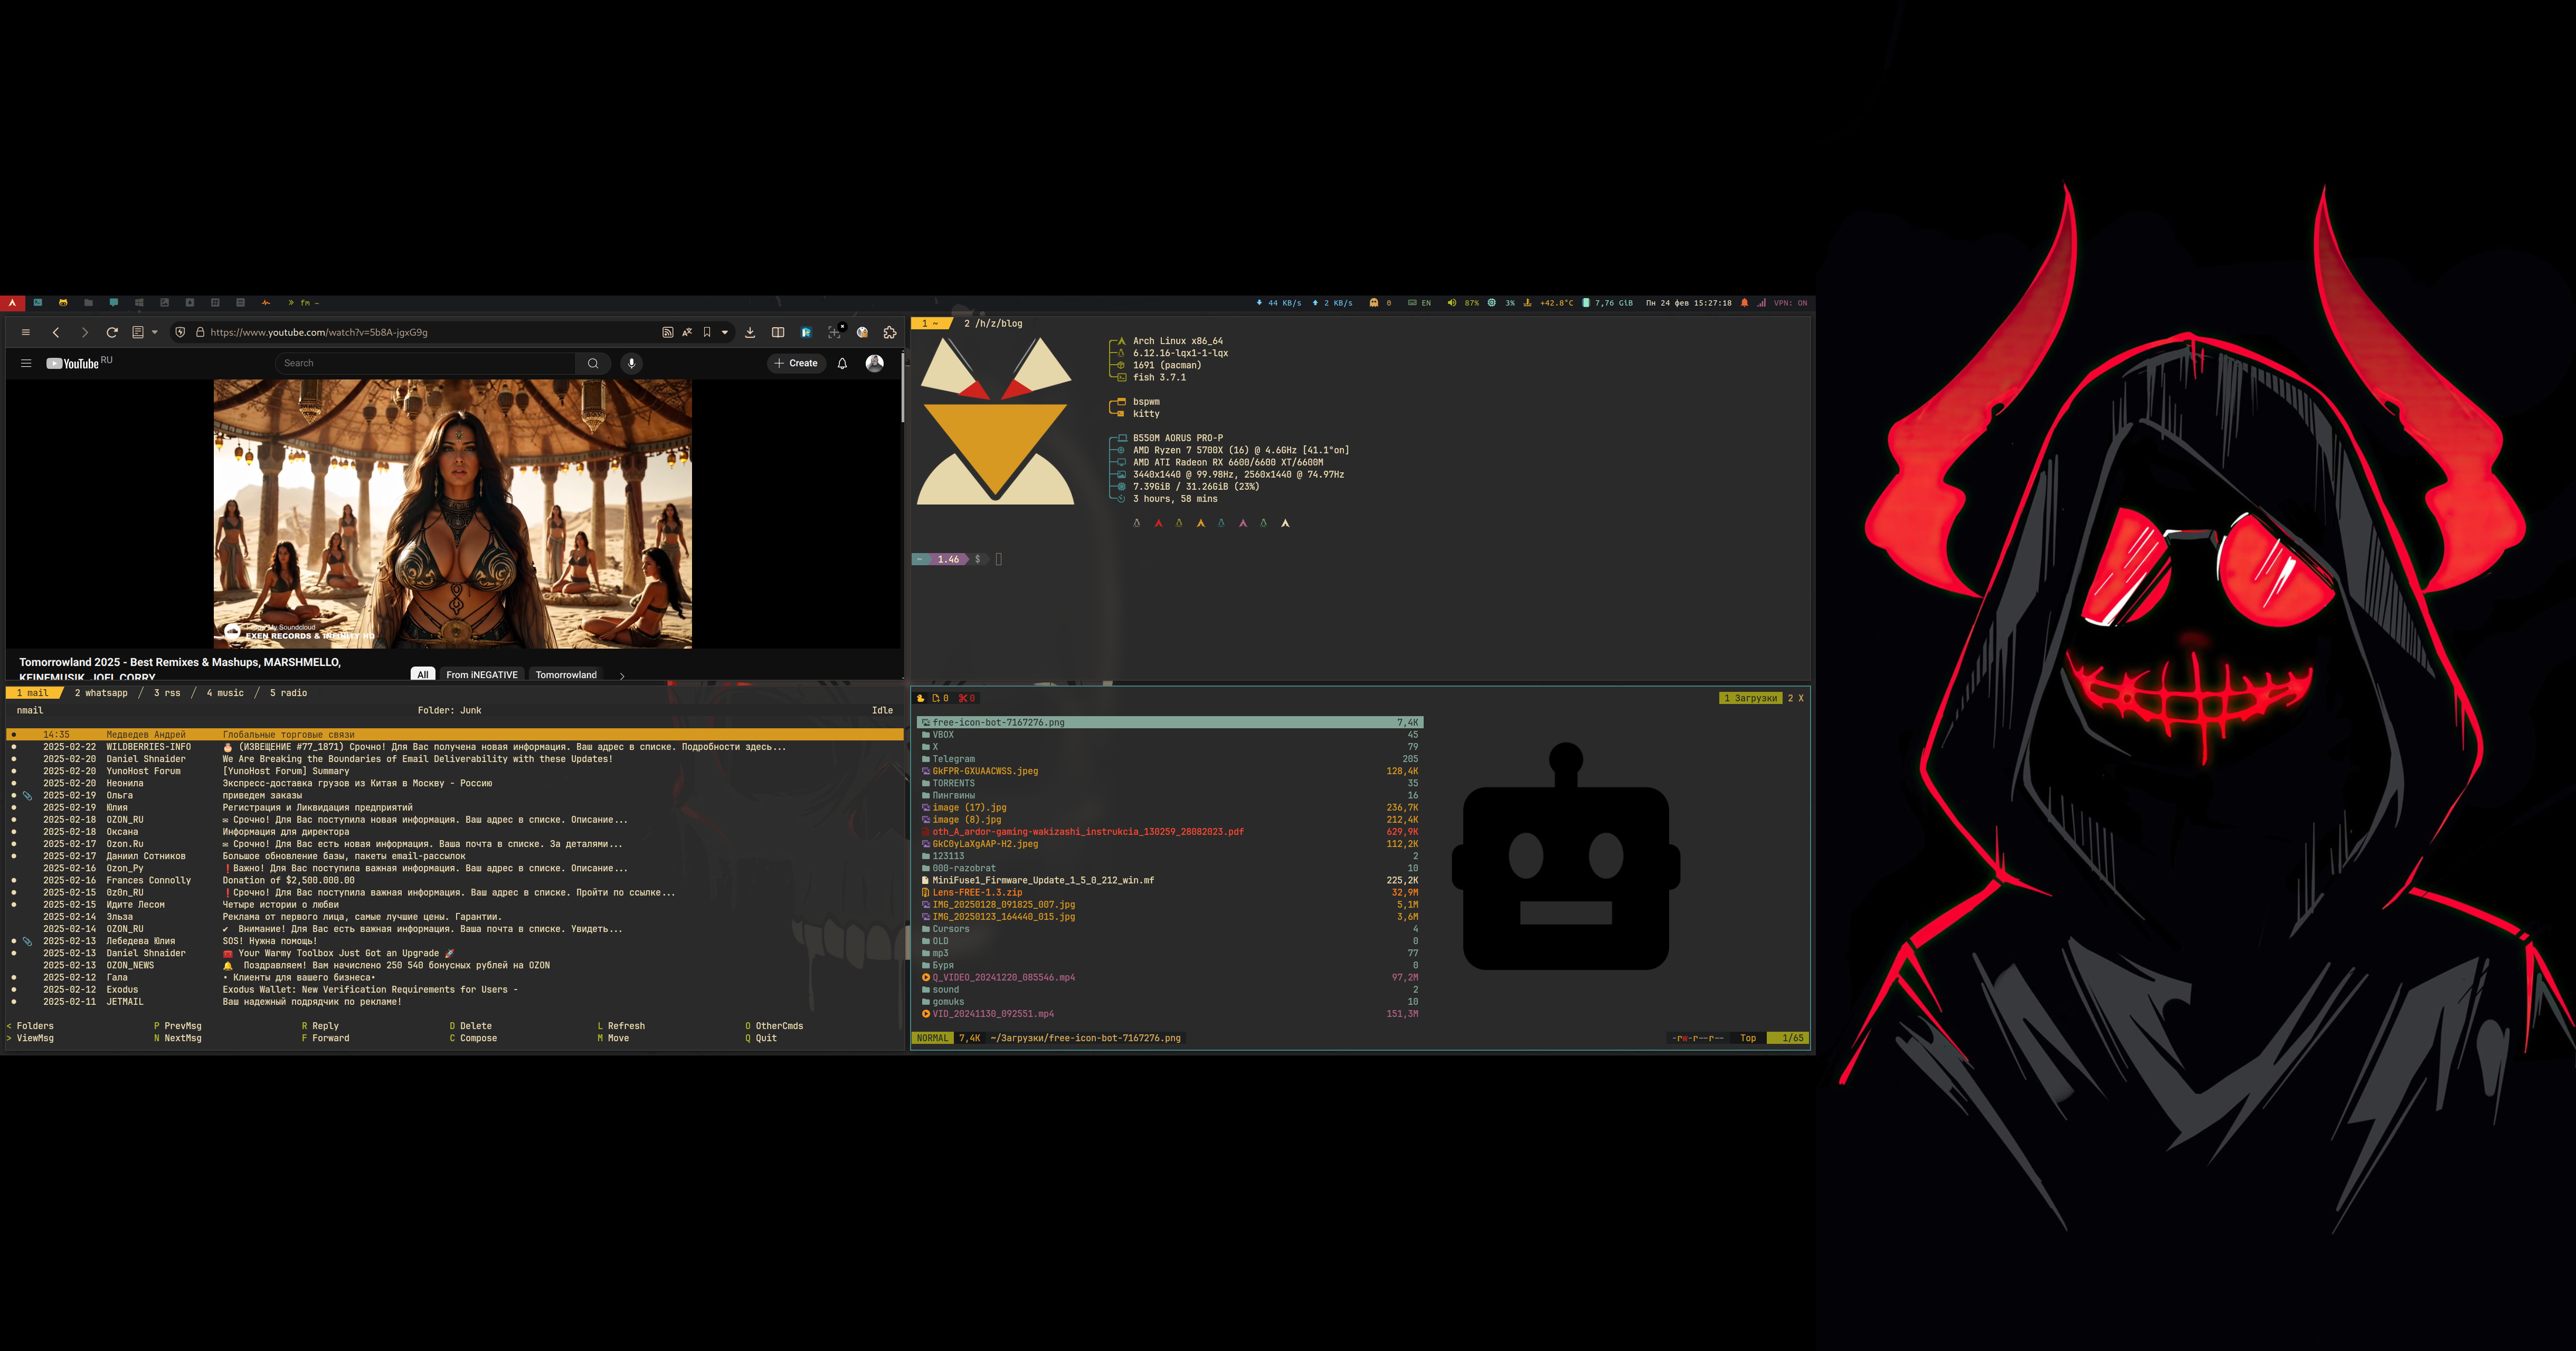 fm ~
44 KB/s 2 KB/s 0 EN 87% 3% +42.8°C 7,76 GiB Пн 24 фев 15:27:18 VPN: ON
https://www.youtube.com/watch?v=5b8A-jgxG9g
YouTube RU
Search
Create
EXEN RECORDS & INFINITY HD
Tomorrowland 2025 - Best Remixes & Mashups, MARSHMELLO,
KEINEMUSIK, JOEL CORRY
All From iNEGATIVE Tomorrowland
1 ~ 2 /h/z/blog
Arch Linux x86_64
6.12.16-lqx1-1-lqx
1691 (pacman)
fish 3.7.1
bspwm
kitty
B550M AORUS PRO-P
AMD Ryzen 7 5700X (16) @ 4.6GHz [41.1°on]
AMD ATI Radeon RX 6600/6600 XT/6600M
3440x1440 @ 99.98Hz, 2560x1440 @ 74.97Hz
7.39GiB / 31.26GiB (23%)
3 hours, 58 mins
~ 1.46 $
1 mail 2 whatsapp / 3 rss / 4 music / 5 radio
nmail Folder: Junk Idle
14:35 Медведев Андрей Глобальные торговые связи
2025-02-22 WILDBERRIES-INFO (ИЗВЕЩЕНИЕ #77_1871) Срочно! Для Вас получена новая информация. Ваш адрес в списке. Подробности здесь...
2025-02-20 Daniel Shnaider We Are Breaking the Boundaries of Email Deliverability with these Updates!
2025-02-20 YunoHost Forum [YunoHost Forum] Summary
2025-02-20 Неонила Экспресс-доставка грузов из Китая в Москву - Россию
2025-02-19 Ольга приведем заказы
2025-02-19 Юлия Регистрация и Ликвидация предприятий
2025-02-18 OZON_RU ✉ Срочно! Для Вас поступила новая информация. Ваш адрес в списке. Описание...
2025-02-18 Оксана Информация для директора
2025-02-17 Ozon.Ru ✉ Срочно! Для Вас есть новая информация. Ваша почта в списке. За деталями...
2025-02-17 Даниил Сотников Большое обновление базы, пакеты email-рассылок
2025-02-16 Ozon_Ру ❗Важно! Для Вас поступила важная информация. Ваш адрес в списке. Описание...
2025-02-16 Frances Connolly Donation of $2,500.000.00
2025-02-15 0z0n_RU ❗Срочно! Для Вас поступила важная информация. Ваш адрес в списке. Пройти по ссылке...
2025-02-15 Идите Лесом Четыре истории о любви
2025-02-14 Эльза Реклама от первого лица, самые лучшие цены. Гарантии.
2025-02-14 OZON_RU ✔ Внимание! Для Вас есть важная информация. Ваша почта в списке. Увидеть...
2025-02-13 Лебедева Юлия SOS! Нужна помощь!
2025-02-13 Daniel Shnaider 🧰 Your Warmy Toolbox Just Got an Upgrade 🚀
2025-02-13 OZON_NEWS 🔔 Поздравляем! Вам начислено 250 540 бонусных рублей на OZON
2025-02-12 Гала • Клиенты для вашего бизнеса•
2025-02-12 Exodus Exodus Wallet: New Verification Requirements for Users -
2025-02-11 JETMAIL Ваш надежный подрядчик по рекламе!
< Folders P PrevMsg R Reply D Delete L Refresh O OtherCmds
> ViewMsg N NextMsg F Forward C Compose M Move Q Quit
0 0 1 Загрузки 2 X
free-icon-bot-7167276.png 7,4K
VBOX 45
X 79
Telegram 205
GkFPR-GXUAACWSS.jpeg 128,4K
TORRENTS 35
Пингвины 16
image (17).jpg 236,7K
image (8).jpg 212,4K
oth_A_ardor-gaming-wakizashi_instrukcia_130259_28082023.pdf 629,9K
GkC0yLaXgAAP-H2.jpeg 112,2K
123113 2
000-razobrat 10
MiniFuse1_Firmware_Update_1_5_0_212_win.mf 225,2K
Lens-FREE-1.3.zip 32,9M
IMG_20250128_091825_007.jpg 5,1M
IMG_20250123_164440_015.jpg 3,6M
Cursors 4
OLD 0
mp3 77
Буря 0
Q_VIDEO_20241220_085546.mp4 97,2M
sound 2
gomuks 10
VID_20241130_092551.mp4 151,3M
NORMAL 7,4K ~/Загрузки/free-icon-bot-7167276.png -rw-r--r-- Top 1/65